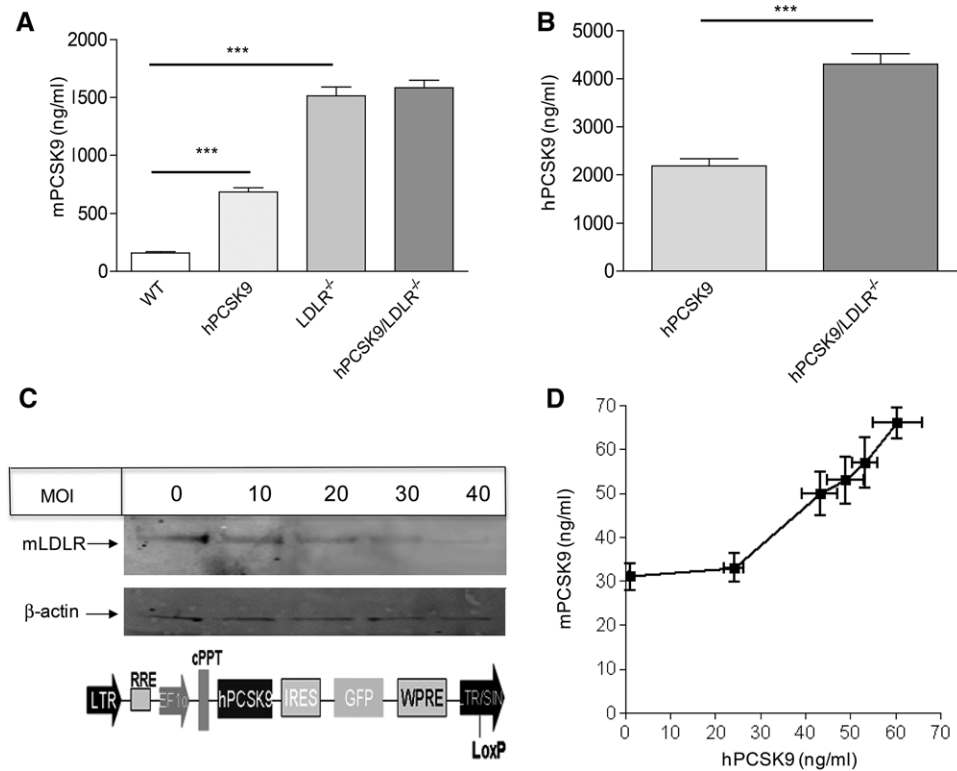 A
mPCSK9 (ng/ml)
2000
1500
1000
500
0
***
***
WT
hPCSK9
LDLR-/-
hPCSK9/LDLR-/-
B
hPCSK9 (ng/ml)
5000
4000
3000
2000
1000
0
***
hPCSK9
hPCSK9/LDLR-/-
C
MOI 0 10 20 30 40
mLDLR
β-actin
cPPT
RRE
LTR EF1α hPCSK9 IRES GFP WPRE LTR/SIN
LoxP
D
mPCSK9 (ng/ml)
70
60
50
40
30
20
10
0
0 10 20 30 40 50 60 70
hPCSK9 (ng/ml)